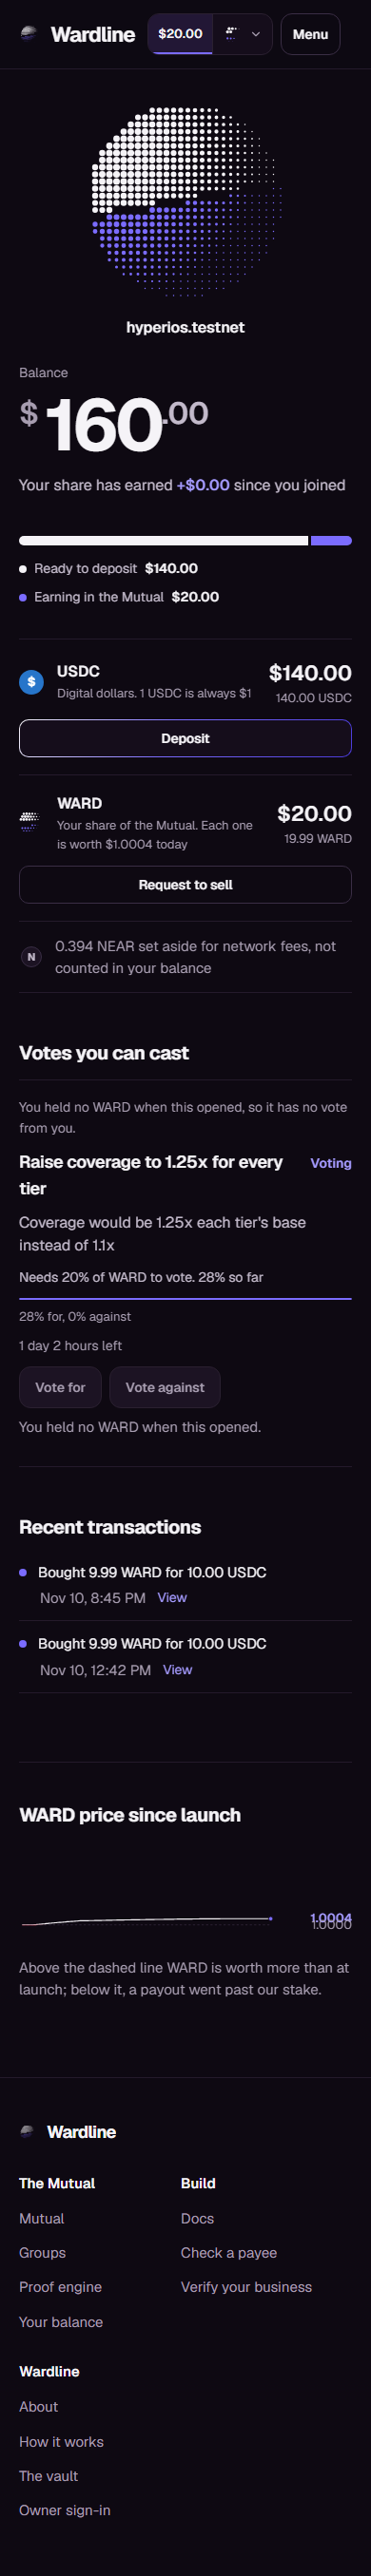 Wardline
$20.00
Menu
hyperios.testnet
Balance
$160.00
Your share has earned +$0.00 since you joined
Ready to deposit $140.00
Earning in the Mutual $20.00
$
USDC
Digital dollars. 1 USDC is always $1
$140.00
140.00 USDC
Deposit
WARD
Your share of the Mutual. Each one
is worth $1.0004 today
$20.00
19.99 WARD
Request to sell
N
0.394 NEAR set aside for network fees, not
counted in your balance
Votes you can cast
You held no WARD when this opened, so it has no vote
from you.
Raise coverage to 1.25x for every
tier
Voting
Coverage would be 1.25x each tier's base
instead of 1.1x
Needs 20% of WARD to vote. 28% so far
28% for, 0% against
1 day 2 hours left
Vote for
Vote against
You held no WARD when this opened.
Recent transactions
Bought 9.99 WARD for 10.00 USDC
Nov 10, 8:45 PM View
Bought 9.99 WARD for 10.00 USDC
Nov 10, 12:42 PM View
WARD price since launch
1.0004
1.0000
Above the dashed line WARD is worth more than at
launch; below it, a payout went past our stake.
Wardline
The Mutual
Mutual
Groups
Proof engine
Your balance
Build
Docs
Check a payee
Verify your business
Wardline
About
How it works
The vault
Owner sign-in